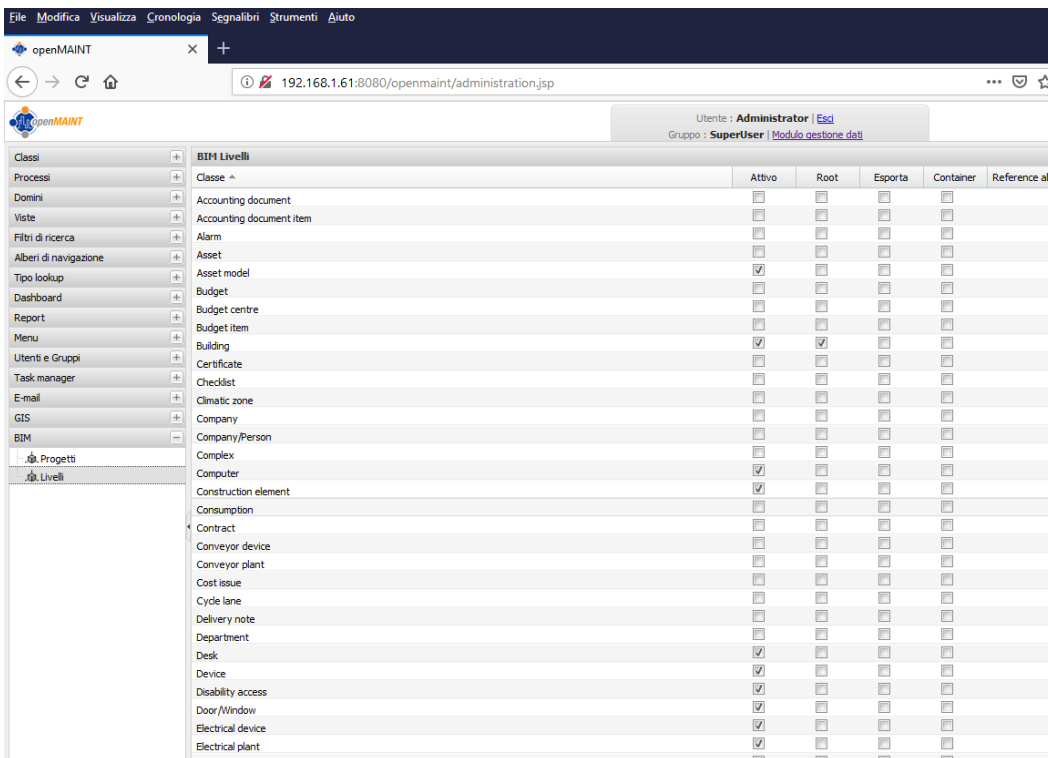 File Modifica Visualizza Cronologia Segnalibri Strumenti Aiuto
openMAINT
192.168.1.61:8080/openmaint/administration.jsp
openMAINT
Utente : Administrator | Esci
Gruppo : SuperUser | Modulo gestione dati
Classi
Processi
Domini
Viste
Filtri di ricerca
Alberi di navigazione
Tipo lookup
Dashboard
Report
Menu
Utenti e Gruppi
Task manager
E-mail
GIS
BIM
Progetti
Livelli
BIM Livelli
Classe Attivo Root Esporta Container Reference al
Accounting document
Accounting document item
Alarm
Asset
Asset model
Budget
Budget centre
Budget item
Building
Certificate
Checklist
Climatic zone
Company
Company/Person
Complex
Computer
Construction element
Consumption
Contract
Conveyor device
Conveyor plant
Cost issue
Cycle lane
Delivery note
Department
Desk
Device
Disability access
Door/Window
Electrical device
Electrical plant